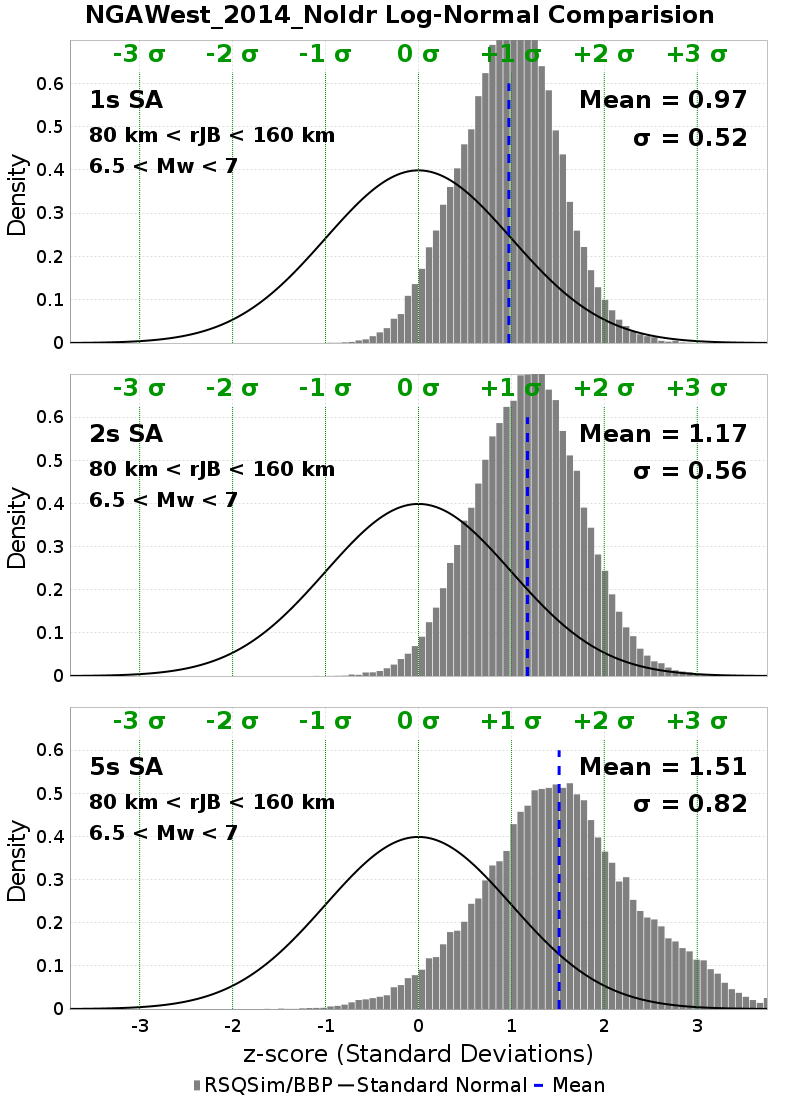 NGAWest_2014_NoIdr Log-Normal Comparision
-3 σ -2 σ -1 σ 0 σ +1 σ +2 σ +3 σ
1s SA
Mean = 0.97
80 km < rJB < 160 km
σ = 0.52
6.5 < Mw < 7
Density
0.6
0.5
0.4
0.3
0.2
0.1
0
-3 σ -2 σ -1 σ 0 σ +1 σ +2 σ +3 σ
2s SA
Mean = 1.17
80 km < rJB < 160 km
σ = 0.56
6.5 < Mw < 7
Density
0.6
0.5
0.4
0.3
0.2
0.1
0
-3 σ -2 σ -1 σ 0 σ +1 σ +2 σ +3 σ
5s SA
Mean = 1.51
80 km < rJB < 160 km
σ = 0.82
6.5 < Mw < 7
Density
0.6
0.5
0.4
0.3
0.2
0.1
0
-3 -2 -1 0 1 2 3
z-score (Standard Deviations)
RSQSim/BBP Standard Normal Mean